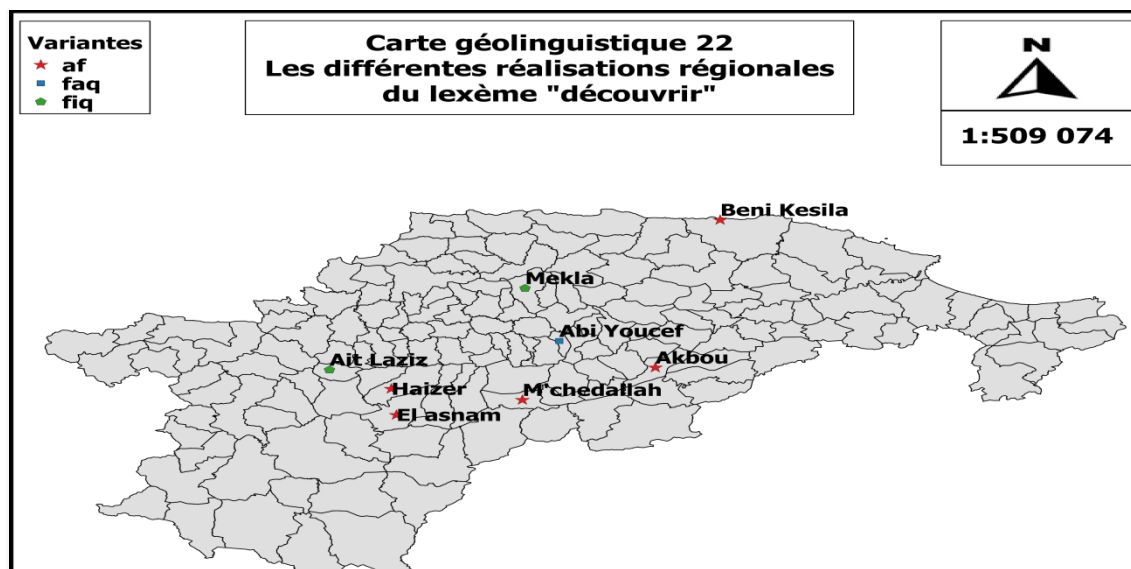 Variantes
af
faq
fiq
Carte géolinguistique 22
Les différentes réalisations régionales
du lexème "découvrir"
N
1:509 074
Beni Kesila
Mekla
Abi Youcef
Ait Laziz
Akbou
Haizer
M'chedallah
El asnam